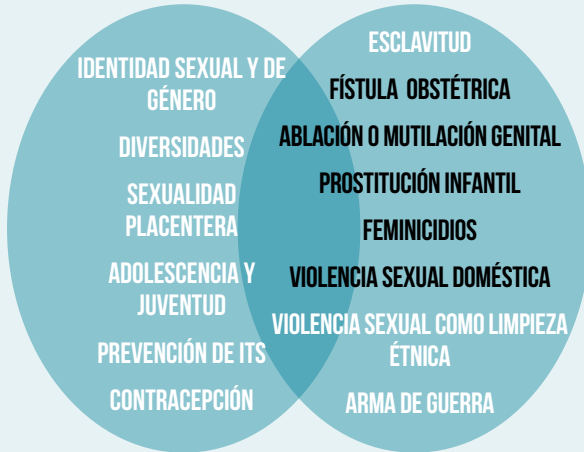 IDENTIDAD SEXUAL Y DE
GÉNERO
DIVERSIDADES
SEXUALIDAD
PLACENTERA
ADOLESCENCIA Y
JUVENTUD
PREVENCIÓN DE ITS
CONTRACEPCIÓN
ESCLAVITUD
FÍSTULA OBSTÉTRICA
ABLACIÓN O MUTILACIÓN GENITAL
PROSTITUCIÓN INFANTIL
FEMINICIDIOS
VIOLENCIA SEXUAL DOMÉSTICA
VIOLENCIA SEXUAL COMO LIMPIEZA
ÉTNICA
ARMA DE GUERRA